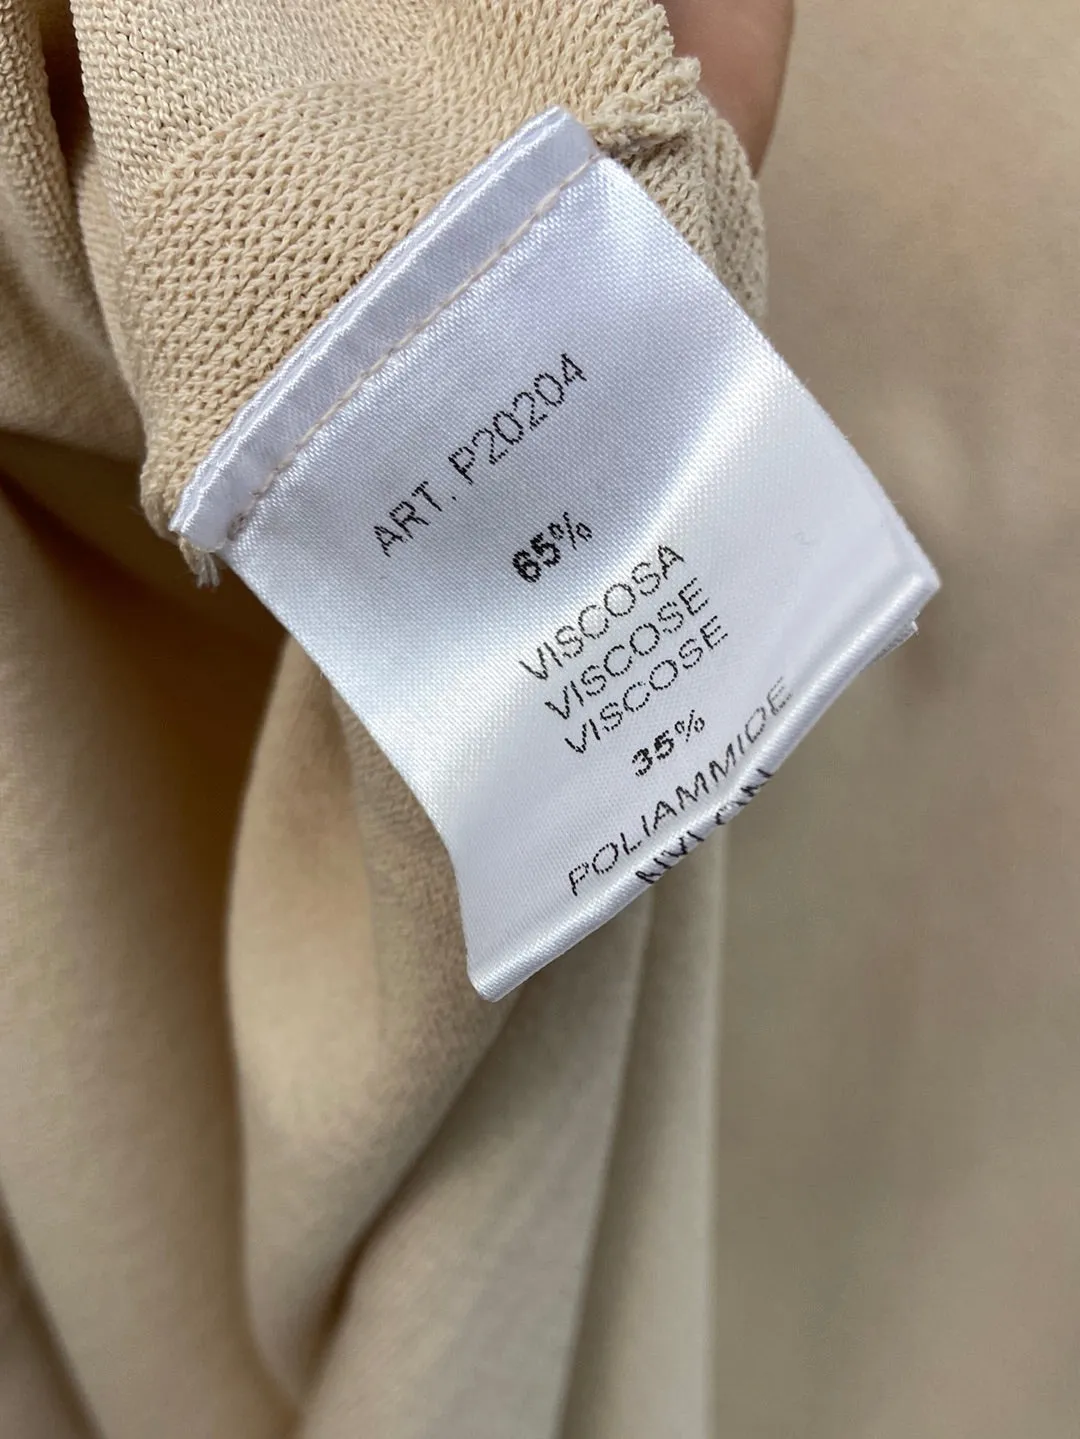 ART. P20204
65%
VISCOSA
VISCOSE
VISCOSE
35%
POLIAMMIDE